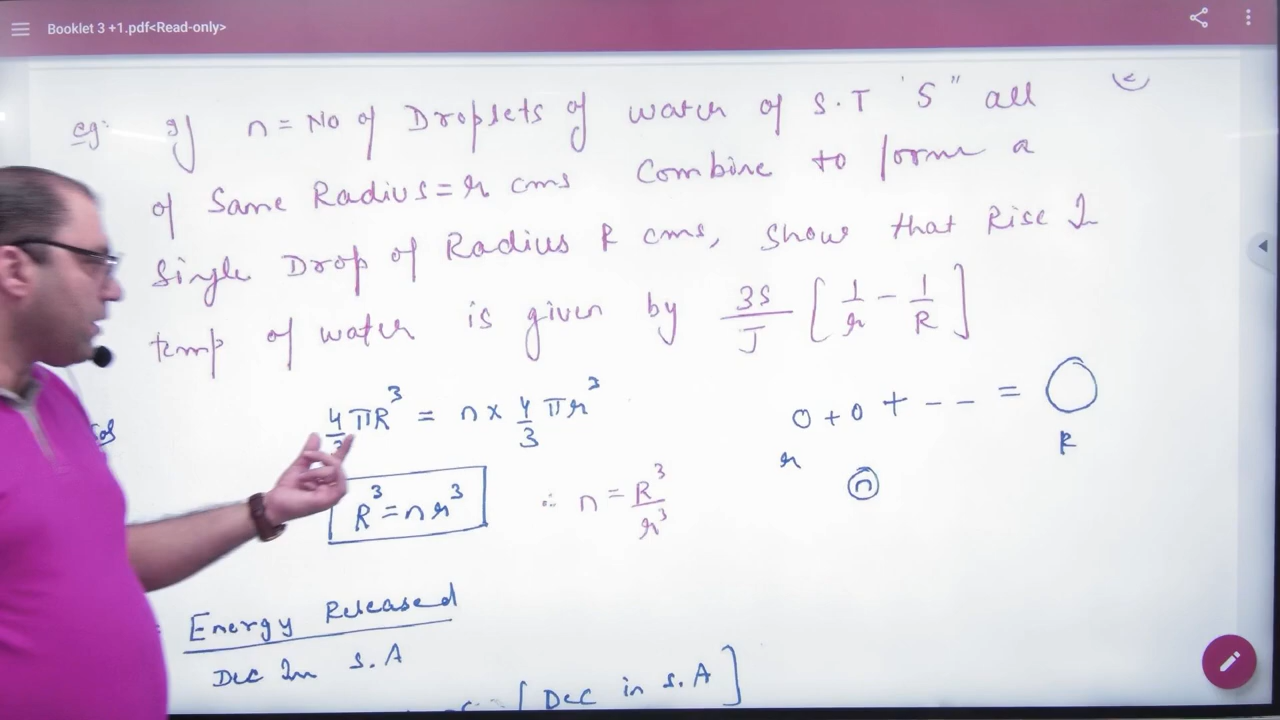 Booklet 3 +1.pdf<Read-only>
eg: If n = No of Droplets of water of S.T "S" all
of Same Radius = r cms Combine to form a
Single Drop of Radius R cms, Show that Rise In
temp of water is given by 3S/J [1/r - 1/R]
Sol
4/3 πR³ = n × 4/3 πr³
O + O + - - = O
r
n
R
R³ = nr³ ∴ n = R³/r³
Energy Released
Dec In S.A
[Dec in S.A]